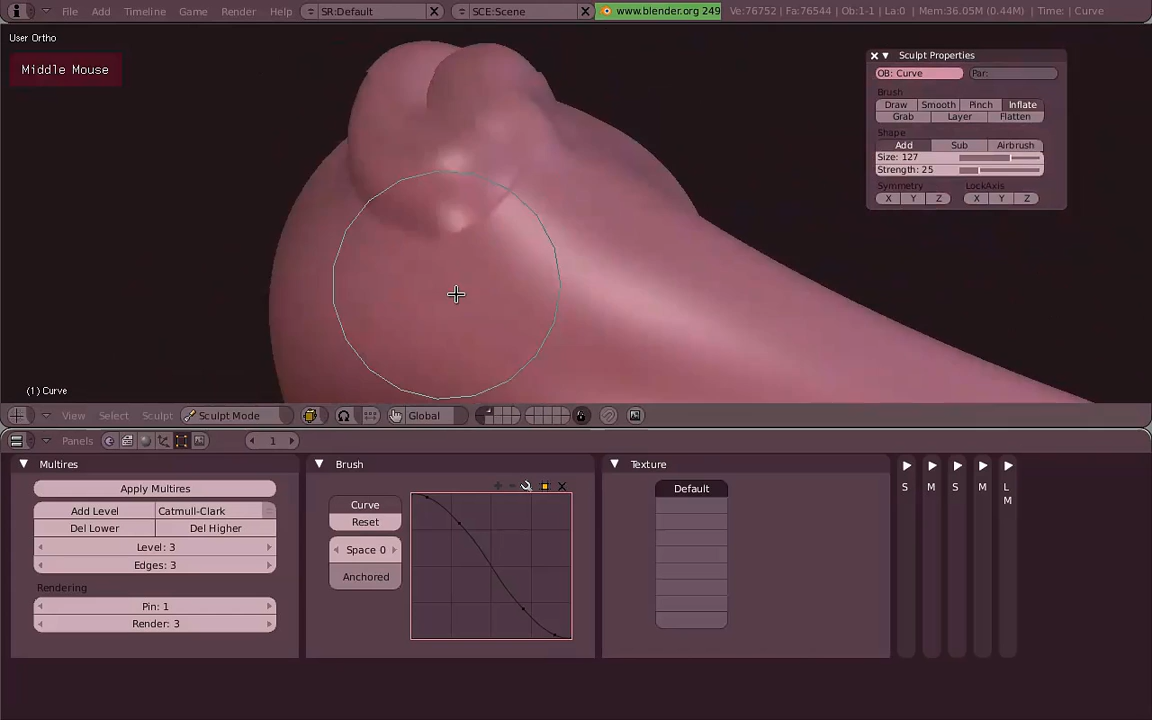 File Add Timeline Game Render Help SR:Default SCE:Scene www.blender.org 249 Ve:76752 | Fa:76544 | Ob:1-1 | La:0 | Mem:36.05M (0.44M) | Time: | Curve
User Ortho
Middle Mouse
Sculpt Properties
OB: Curve Par:
Brush
Draw Smooth Pinch Inflate
Grab Layer Flatten
Shape
Add Sub Airbrush
Size: 127
Strength: 25
Symmetry LockAxis
X Y Z X Y Z
(1) Curve
View Select Sculpt Sculpt Mode Global
Panels 1
Multires Brush Texture
Apply Multires
Add Level Catmull-Clark
Del Lower Del Higher
Level: 3
Edges: 3
Rendering
Pin: 1
Render: 3
Curve
Reset
Space 0
Anchored
Default
S M S M L
M